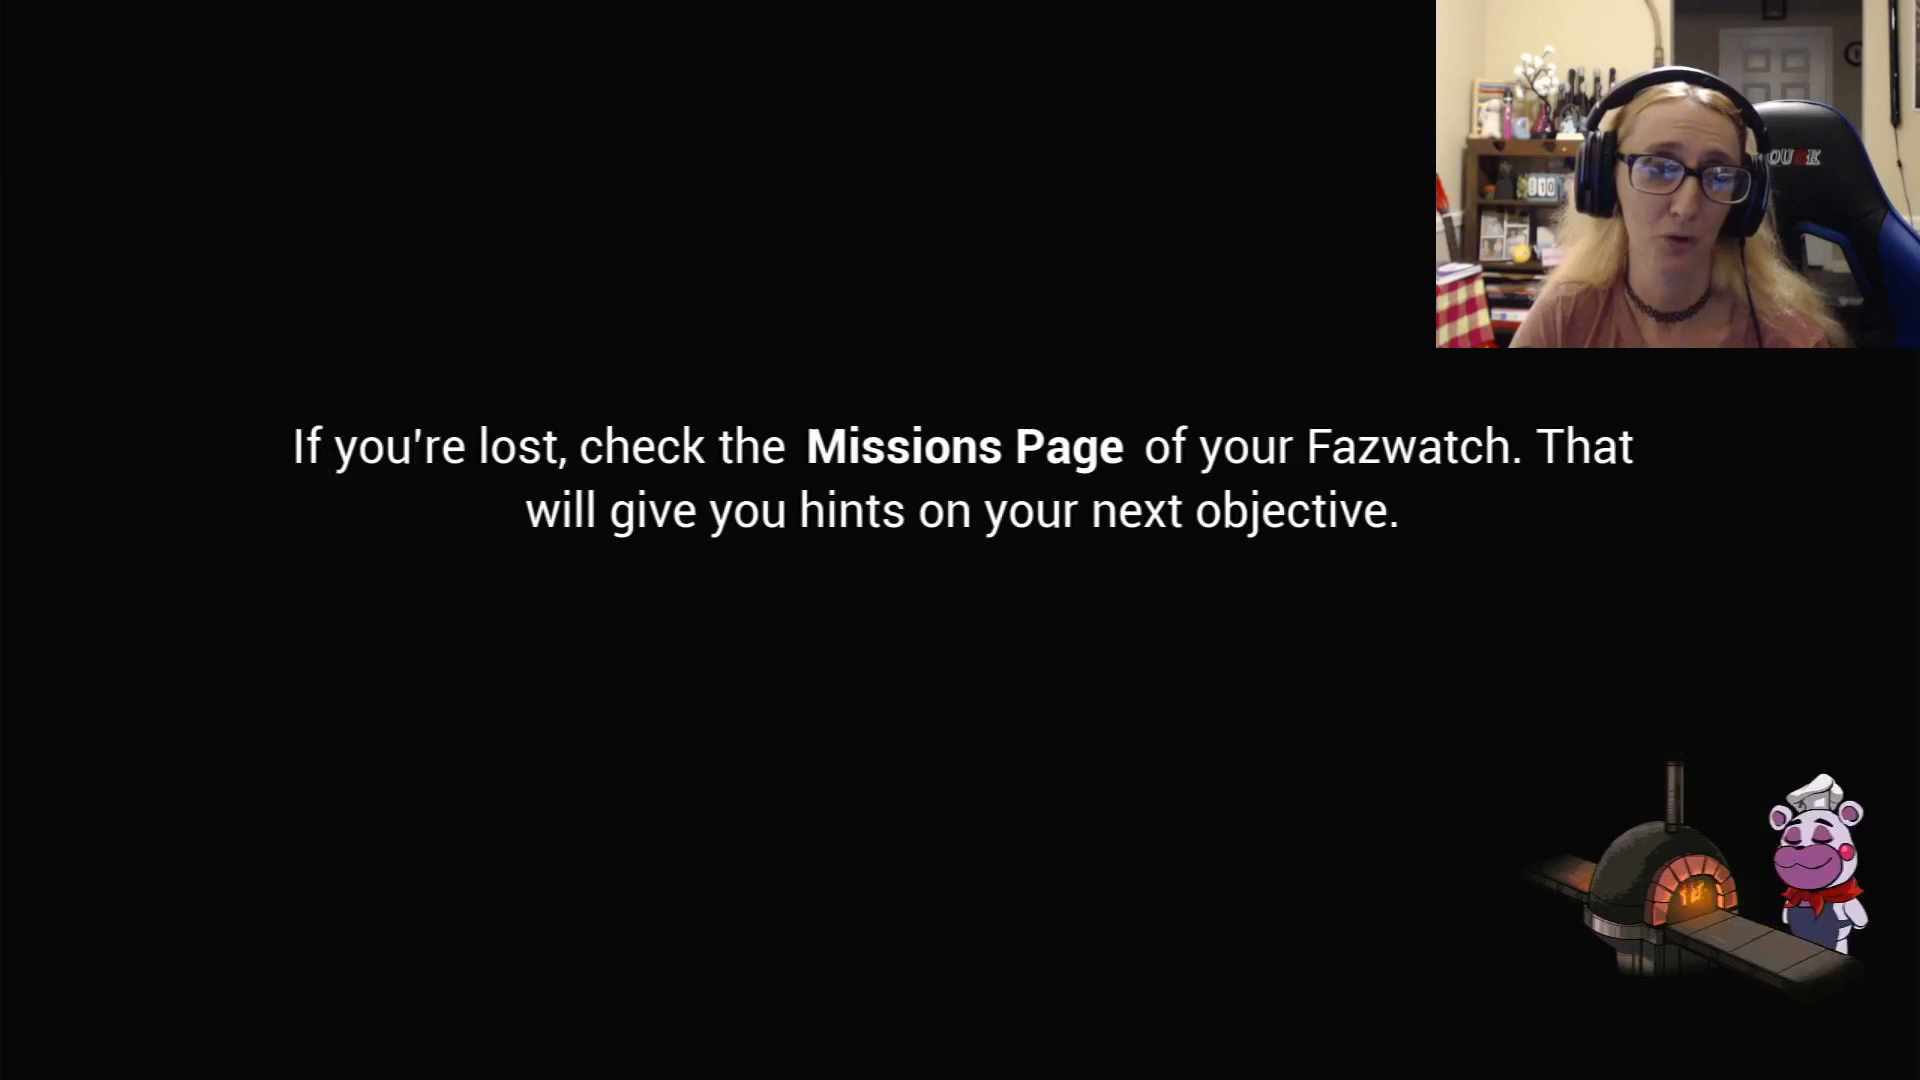 If you're lost, check the Missions Page of your Fazwatch. That
will give you hints on your next objective.